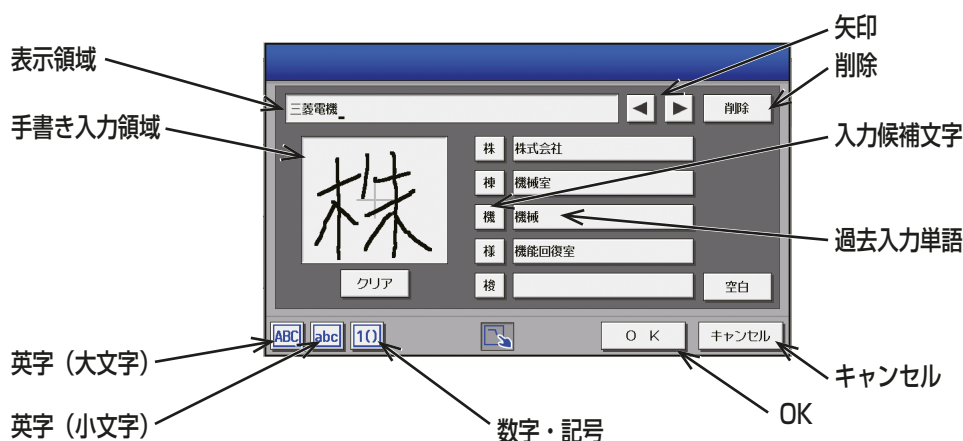 矢印
表示領域
削除
三菱電機_
◀ ▶ 削除
手書き入力領域
入力候補文字
株
株 株式会社
棟 機械室
機 機械
過去入力単語
様 機能回復室
クリア
梭
空白
ABC abc 1()
OK キャンセル
英字(大文字)
キャンセル
英字(小文字)
OK
数字・記号